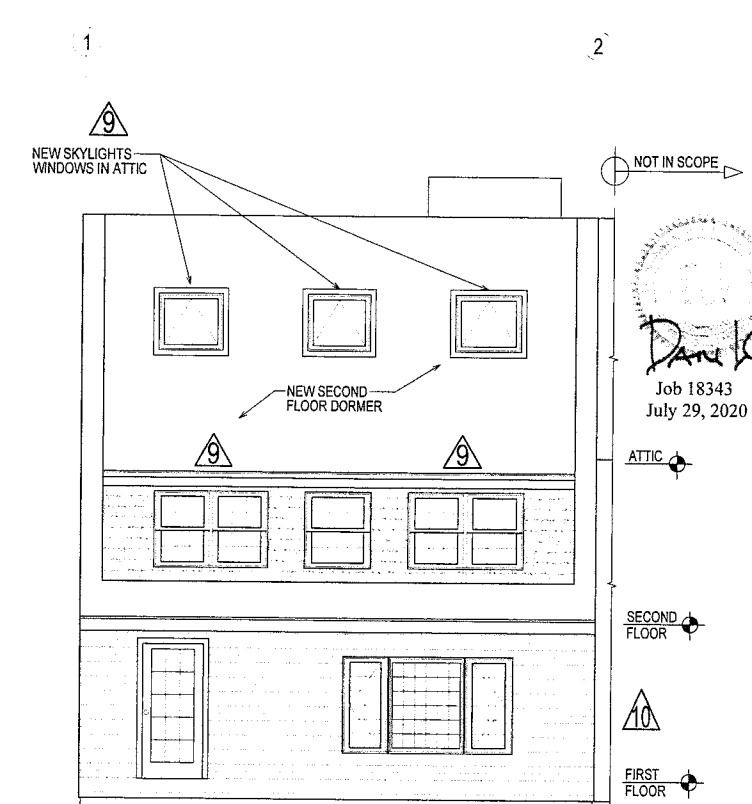 1
2
9
NEW SKYLIGHTS
WINDOWS IN ATTIC
NOT IN SCOPE
Job 18343
July 29, 2020
NEW SECOND
FLOOR DORMER
9
9
ATTIC
SECOND
FLOOR
10
FIRST
FLOOR